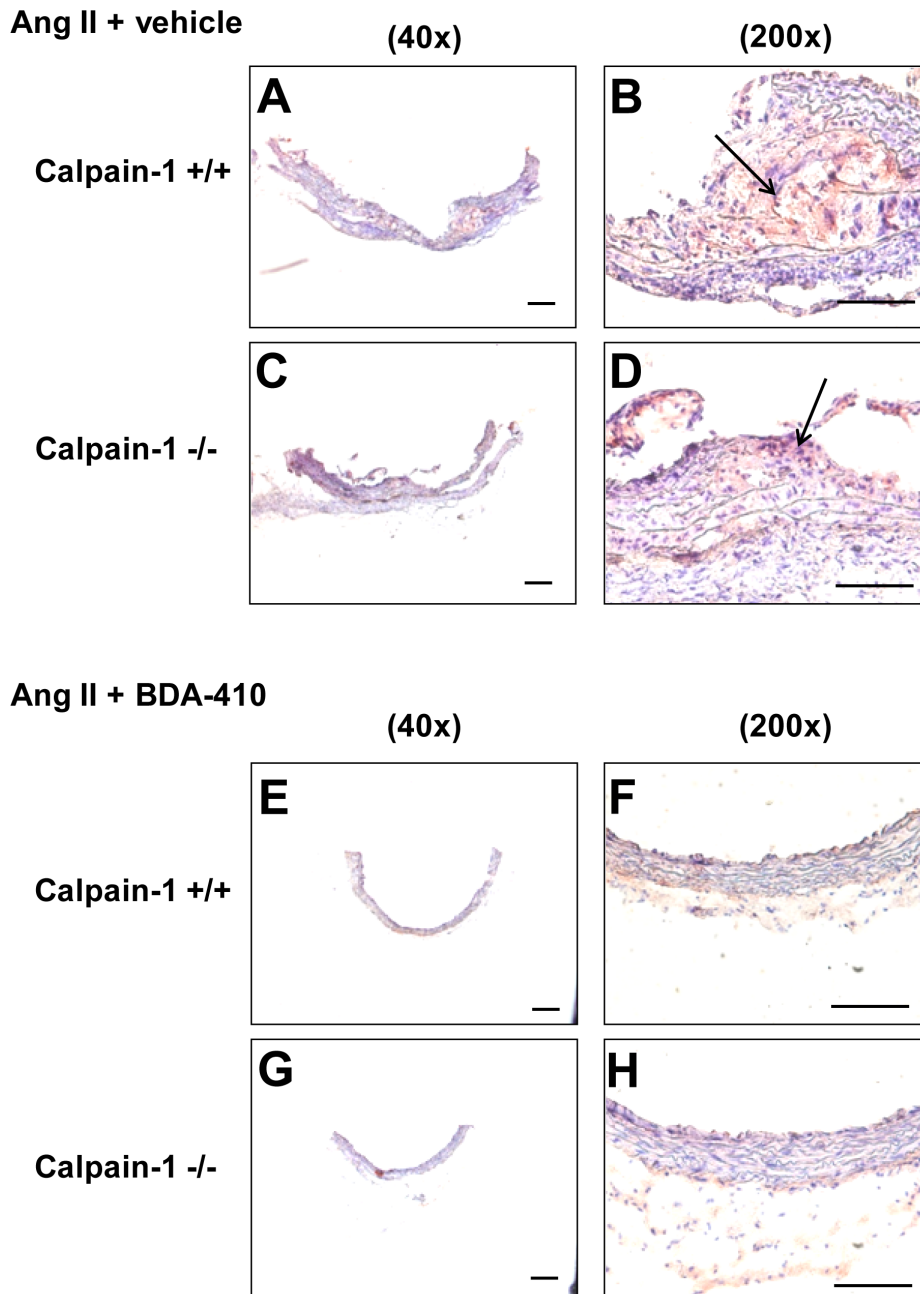 Ang II + vehicle
(40x) (200x)
A B
Calpain-1 +/+
C D
Calpain-1 -/-
Ang II + BDA-410
(40x) (200x)
E F
Calpain-1 +/+
G H
Calpain-1 -/-